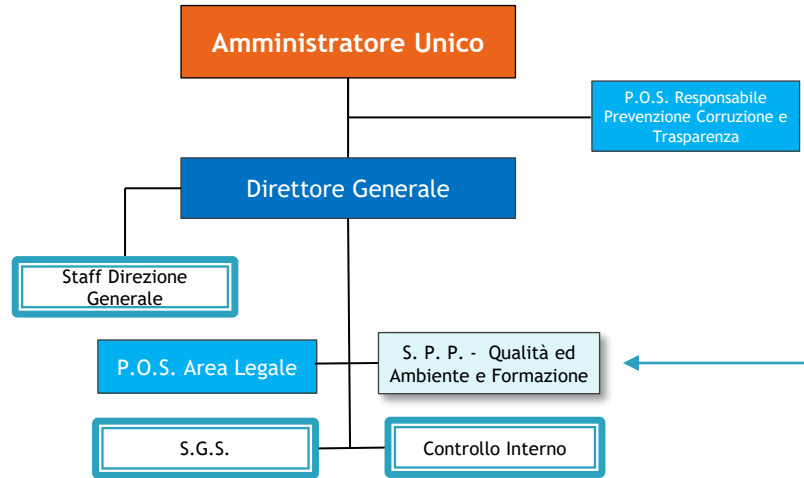 Amministratore Unico
P.O.S. Responsabile
Prevenzione Corruzione e
Trasparenza
Direttore Generale
Staff Direzione
Generale
P.O.S. Area Legale
S. P. P. - Qualità ed
Ambiente e Formazione
S.G.S.
Controllo Interno